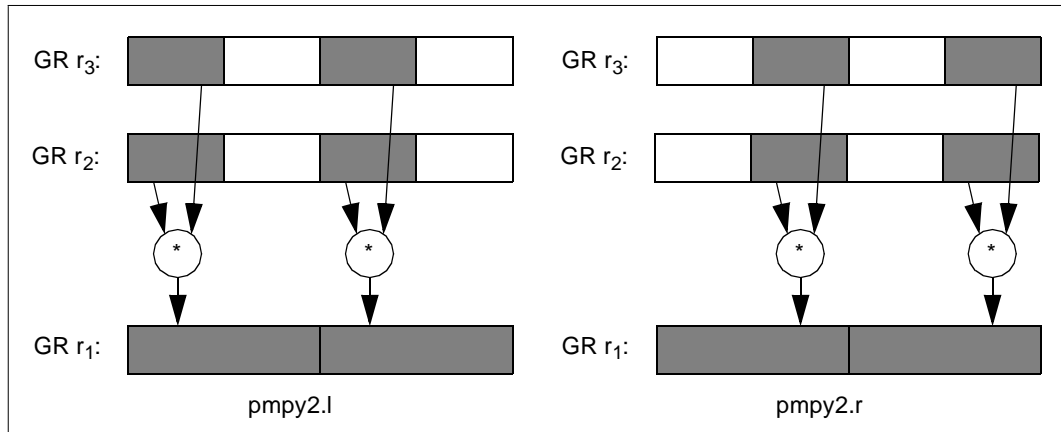 GR r3: GR r3:
GR r2: GR r2:
* * * *
GR r1: GR r1:
pmpy2.l pmpy2.r